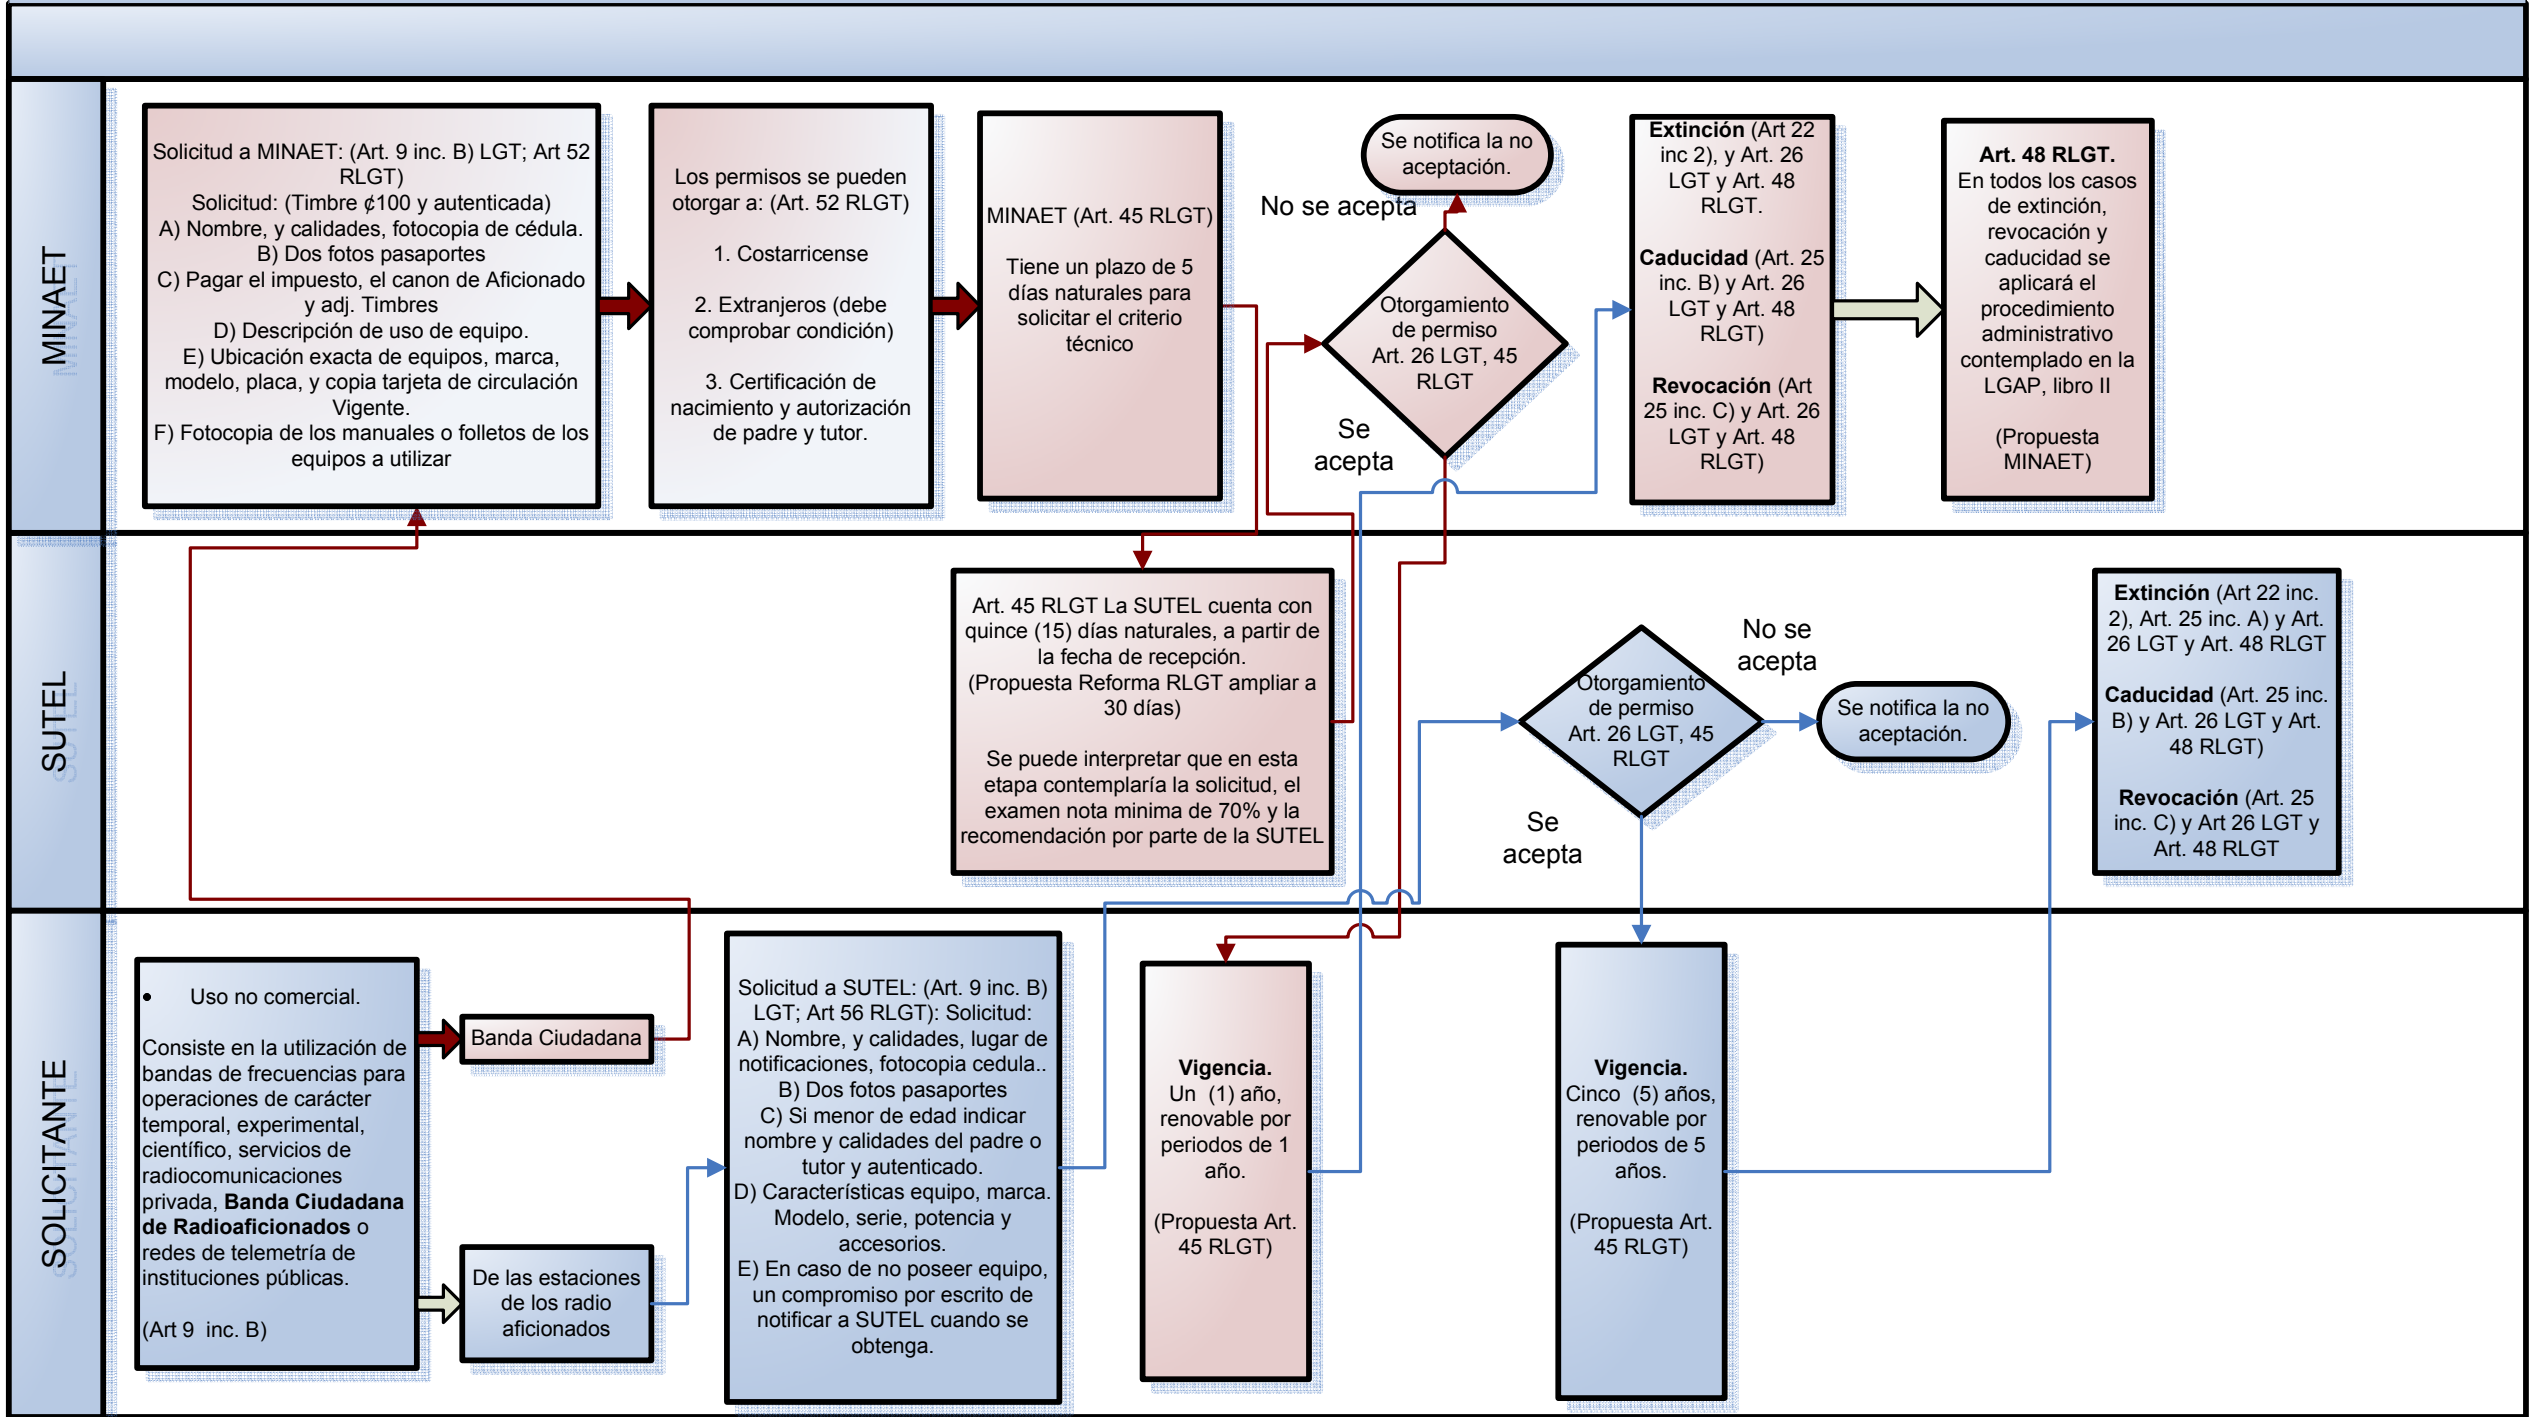 MINAET
Solicitud a MINAET: (Art. 9 inc. B) LGT; Art 52
RLGT)
Solicitud: (Timbre ¢100 y autenticada)
A) Nombre, y calidades, fotocopia de cédula.
B) Dos fotos pasaportes
C) Pagar el impuesto, el canon de Aficionado
y adj. Timbres
D) Descripción de uso de equipo.
E) Ubicación exacta de equipos, marca,
modelo, placa, y copia tarjeta de circulación
Vigente.
F) Fotocopia de los manuales o folletos de los
equipos a utilizar
Los permisos se pueden
otorgar a: (Art. 52 RLGT)
1. Costarricense
2. Extranjeros (debe
comprobar condición)
3. Certificación de
nacimiento y autorización
de padre y tutor.
MINAET (Art. 45 RLGT)
Tiene un plazo de 5
días naturales para
solicitar el criterio
técnico
Se notifica la no
aceptación.
No se acepta
Otorgamiento
de permiso
Art. 26 LGT, 45
RLGT
Se
acepta
Extinción (Art 22
inc 2), y Art. 26
LGT y Art. 48
RLGT.
Caducidad (Art. 25
inc. B) y Art. 26
LGT y Art. 48
RLGT)
Revocación (Art
25 inc. C) y Art. 26
LGT y Art. 48
RLGT)
Art. 48 RLGT.
En todos los casos
de extinción,
revocación y
caducidad se
aplicará el
procedimiento
administrativo
contemplado en la
LGAP, libro II
(Propuesta
MINAET)
SUTEL
Art. 45 RLGT La SUTEL cuenta con
quince (15) días naturales, a partir de
la fecha de recepción.
(Propuesta Reforma RLGT ampliar a
30 días)
Se puede interpretar que en esta
etapa contemplaría la solicitud, el
examen nota minima de 70% y la
recomendación por parte de la SUTEL
Otorgamiento
de permiso
Art. 26 LGT, 45
RLGT
No se
acepta
Se notifica la no
aceptación.
Se
acepta
Extinción (Art 22 inc.
2), Art. 25 inc. A) y Art.
26 LGT y Art. 48 RLGT
Caducidad (Art. 25 inc.
B) y Art. 26 LGT y Art.
48 RLGT)
Revocación (Art. 25
inc. C) y Art 26 LGT y
Art. 48 RLGT
SOLICITANTE
• Uso no comercial.
Consiste en la utilización de
bandas de frecuencias para
operaciones de carácter
temporal, experimental,
científico, servicios de
radiocomunicaciones
privada, Banda Ciudadana
de Radioaficionados o
redes de telemetría de
instituciones públicas.
(Art 9 inc. B)
Banda Ciudadana
De las estaciones
de los radio
aficionados
Solicitud a SUTEL: (Art. 9 inc. B)
LGT; Art 56 RLGT): Solicitud:
A) Nombre, y calidades, lugar de
notificaciones, fotocopia cedula..
B) Dos fotos pasaportes
C) Si menor de edad indicar
nombre y calidades del padre o
tutor y autenticado.
D) Características equipo, marca.
Modelo, serie, potencia y
accesorios.
E) En caso de no poseer equipo,
un compromiso por escrito de
notificar a SUTEL cuando se
obtenga.
Vigencia.
Un (1) año,
renovable por
periodos de 1
año.
(Propuesta Art.
45 RLGT)
Vigencia.
Cinco (5) años,
renovable por
periodos de 5
años.
(Propuesta Art.
45 RLGT)